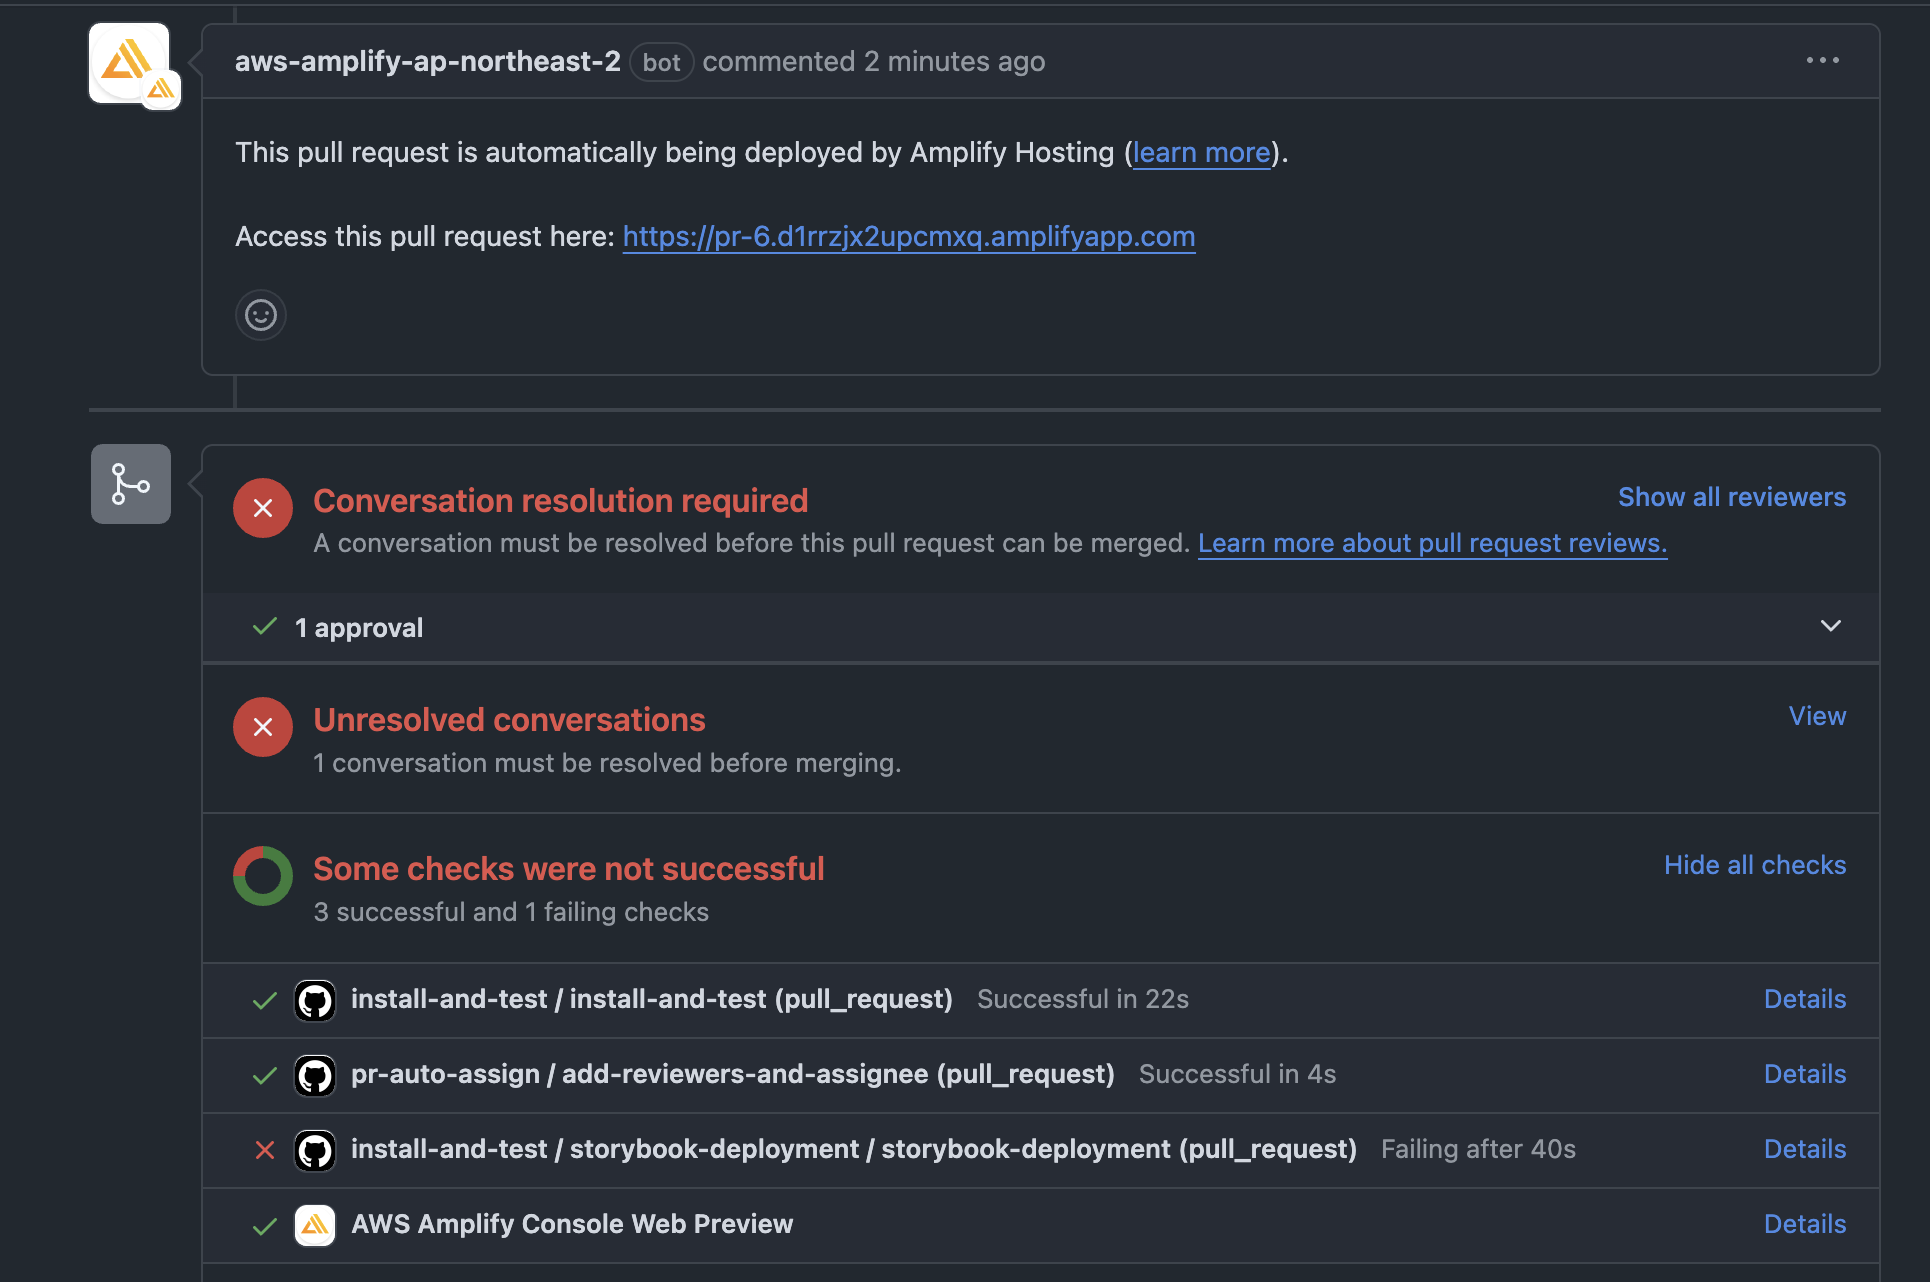 aws-amplify-ap-northeast-2 bot commented 2 minutes ago
This pull request is automatically being deployed by Amplify Hosting (learn more).
Access this pull request here: https://pr-6.d1rrzjx2upcmxq.amplifyapp.com
Conversation resolution required
Show all reviewers
A conversation must be resolved before this pull request can be merged. Learn more about pull request reviews.
1 approval
Unresolved conversations
View
1 conversation must be resolved before merging.
Some checks were not successful
Hide all checks
3 successful and 1 failing checks
install-and-test / install-and-test (pull_request) Successful in 22s Details
pr-auto-assign / add-reviewers-and-assignee (pull_request) Successful in 4s Details
install-and-test / storybook-deployment / storybook-deployment (pull_request) Failing after 40s Details
AWS Amplify Console Web Preview Details